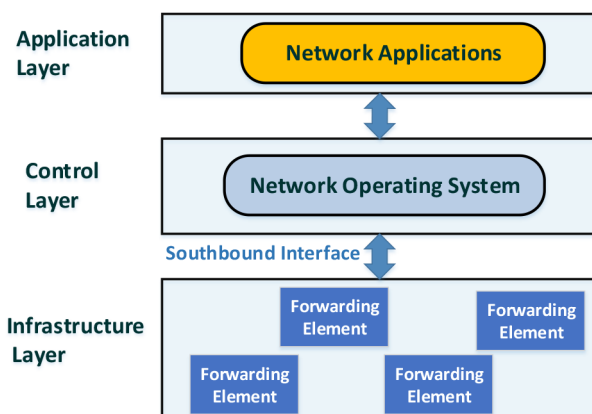 Application
Layer
Network Applications
Control
Layer
Network Operating System
Southbound Interface
Infrastructure
Layer
Forwarding
Element
Forwarding
Element
Forwarding
Element
Forwarding
Element